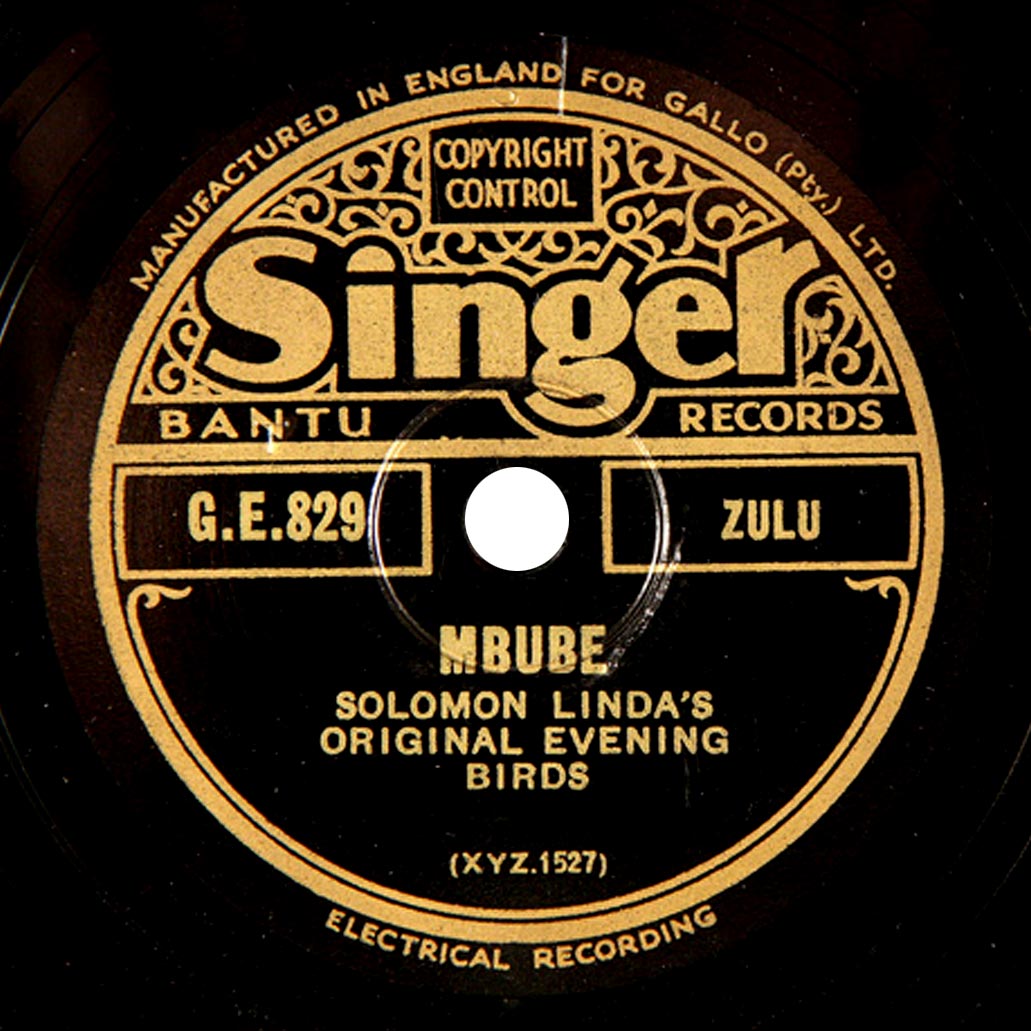 MANUFACTURED IN ENGLAND FOR GALLO (Pty.) LTD.
COPYRIGHT
CONTROL
Singer
BANTU RECORDS
G.E.829 ZULU
MBUBE
SOLOMON LINDA'S
ORIGINAL EVENING
BIRDS
(XYZ.1527)
ELECTRICAL RECORDING